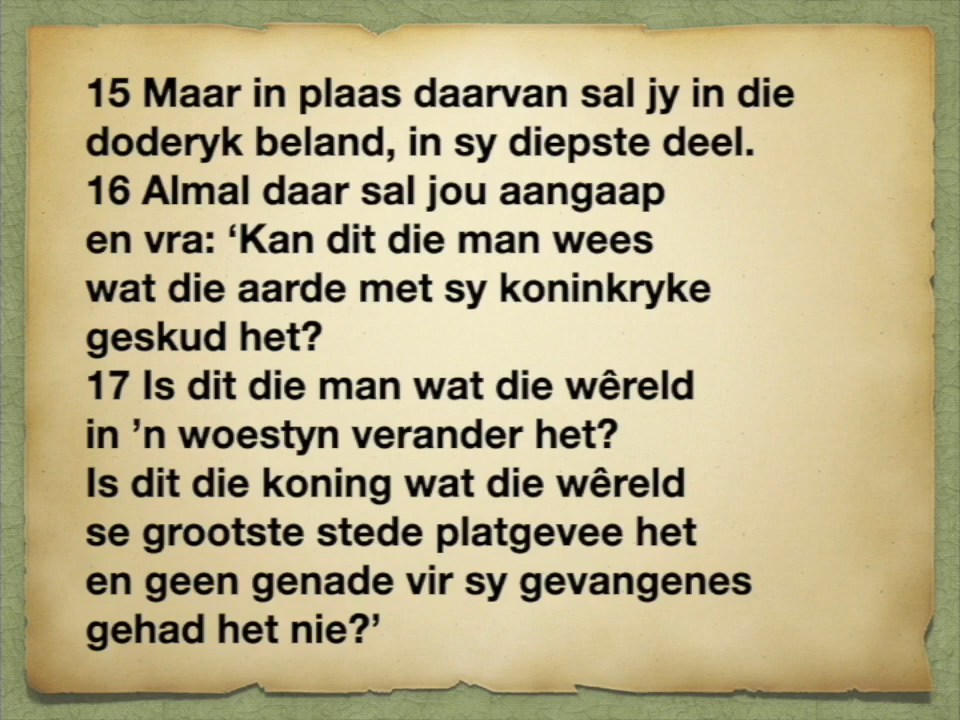 15 Maar in plaas daarvan sal jy in die
doderyk beland, in sy diepste deel.
16 Almal daar sal jou aangaap
en vra: ‘Kan dit die man wees
wat die aarde met sy koninkryke
geskud het?
17 Is dit die man wat die wêreld
in ’n woestyn verander het?
Is dit die koning wat die wêreld
se grootste stede platgevee het
en geen genade vir sy gevangenes
gehad het nie?’